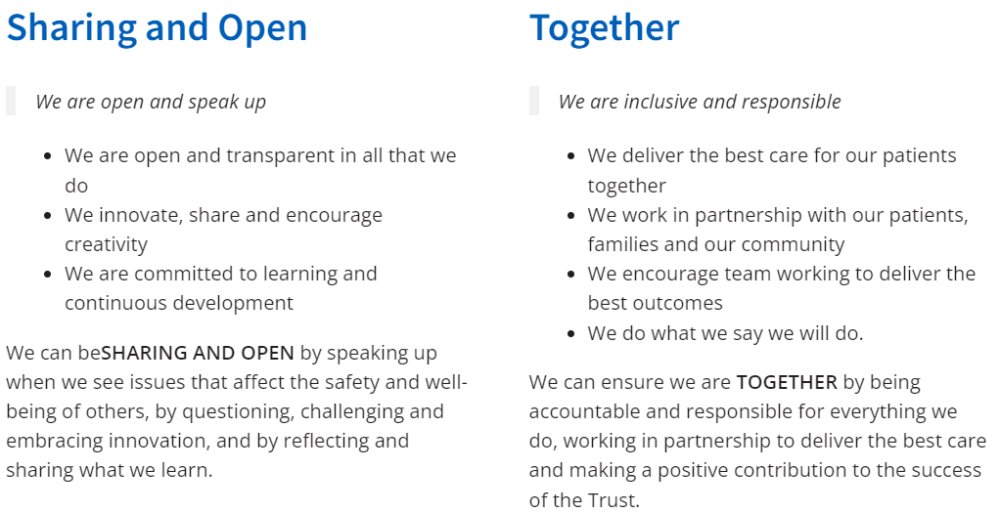 Sharing and Open
We are open and speak up
We are open and transparent in all that we
do
We innovate, share and encourage
creativity
We are committed to learning and
continuous development
We can beSHARING AND OPEN by speaking up
when we see issues that affect the safety and well-
being of others, by questioning, challenging and
embracing innovation, and by reflecting and
sharing what we learn.
Together
We are inclusive and responsible
We deliver the best care for our patients
together
We work in partnership with our patients,
families and our community
We encourage team working to deliver the
best outcomes
We do what we say we will do.
We can ensure we are TOGETHER by being
accountable and responsible for everything we
do, working in partnership to deliver the best care
and making a positive contribution to the success
of the Trust.